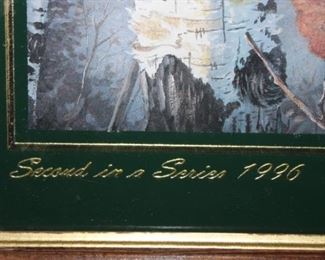 Second in a Series 1996